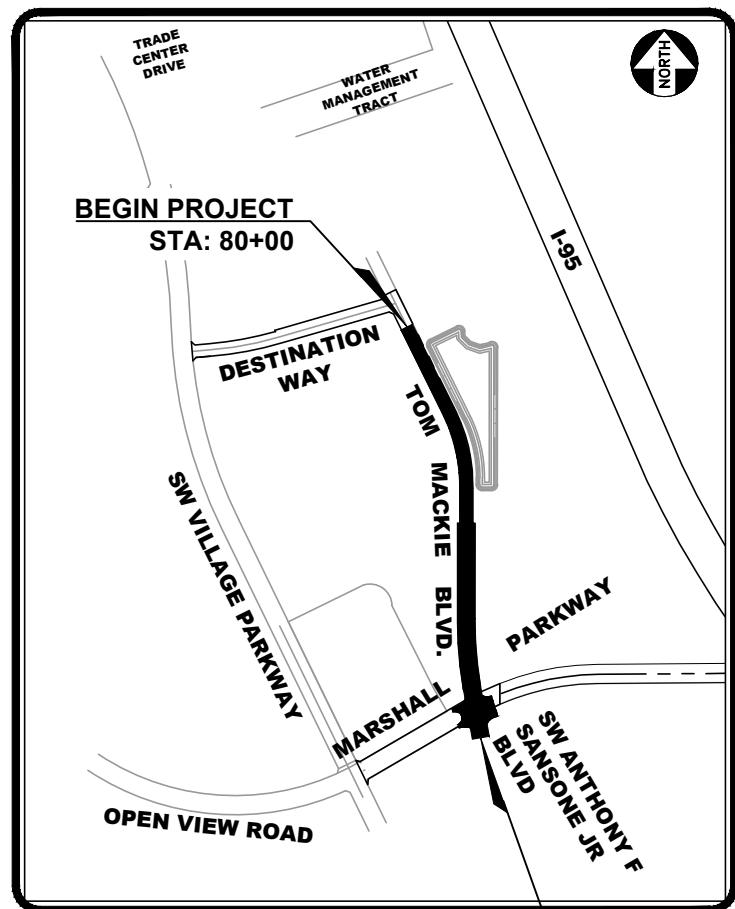 TRADE
CENTER
DRIVE
WATER
MANAGEMENT
TRACT
NORTH
BEGIN PROJECT
STA: 80+00
I-95
DESTINATION
WAY
TOM MACKIE BLVD.
SW VILLAGE PARKWAY
MARSHALL PARKWAY
SW ANTHONY F
SANSONE JR
BLVD
OPEN VIEW ROAD